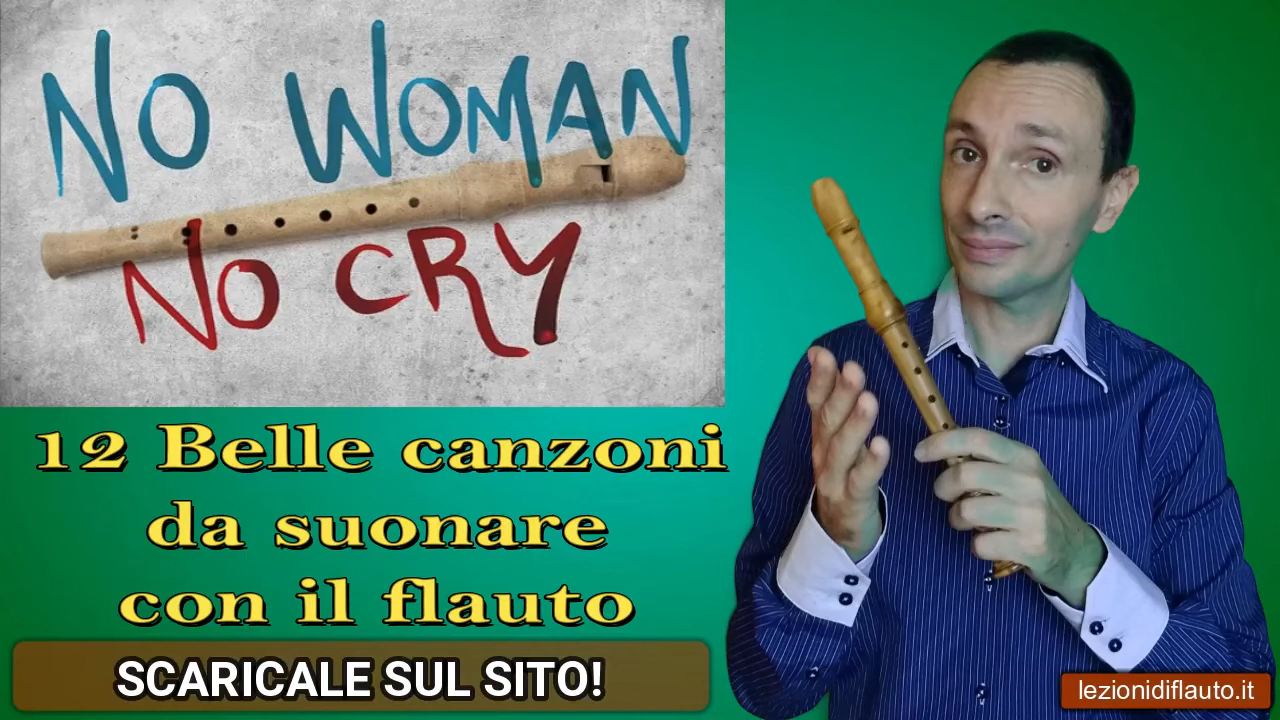 NO WOMAN
NO CRY
12 Belle canzoni
da suonare
con il flauto
SCARICALE SUL SITO!
lezionidiflauto.it